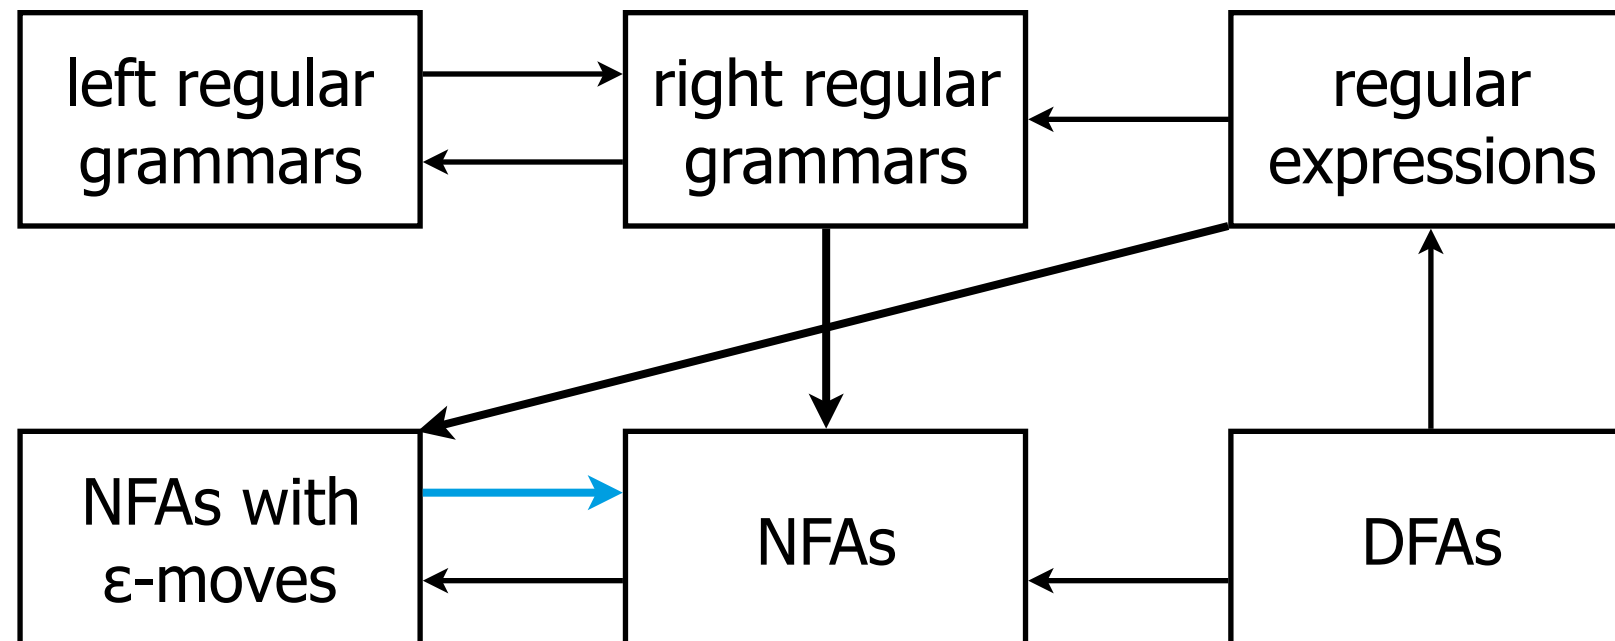 left regular
grammars
right regular
grammars
regular
expressions
NFAs with
ε-moves
NFAs
DFAs